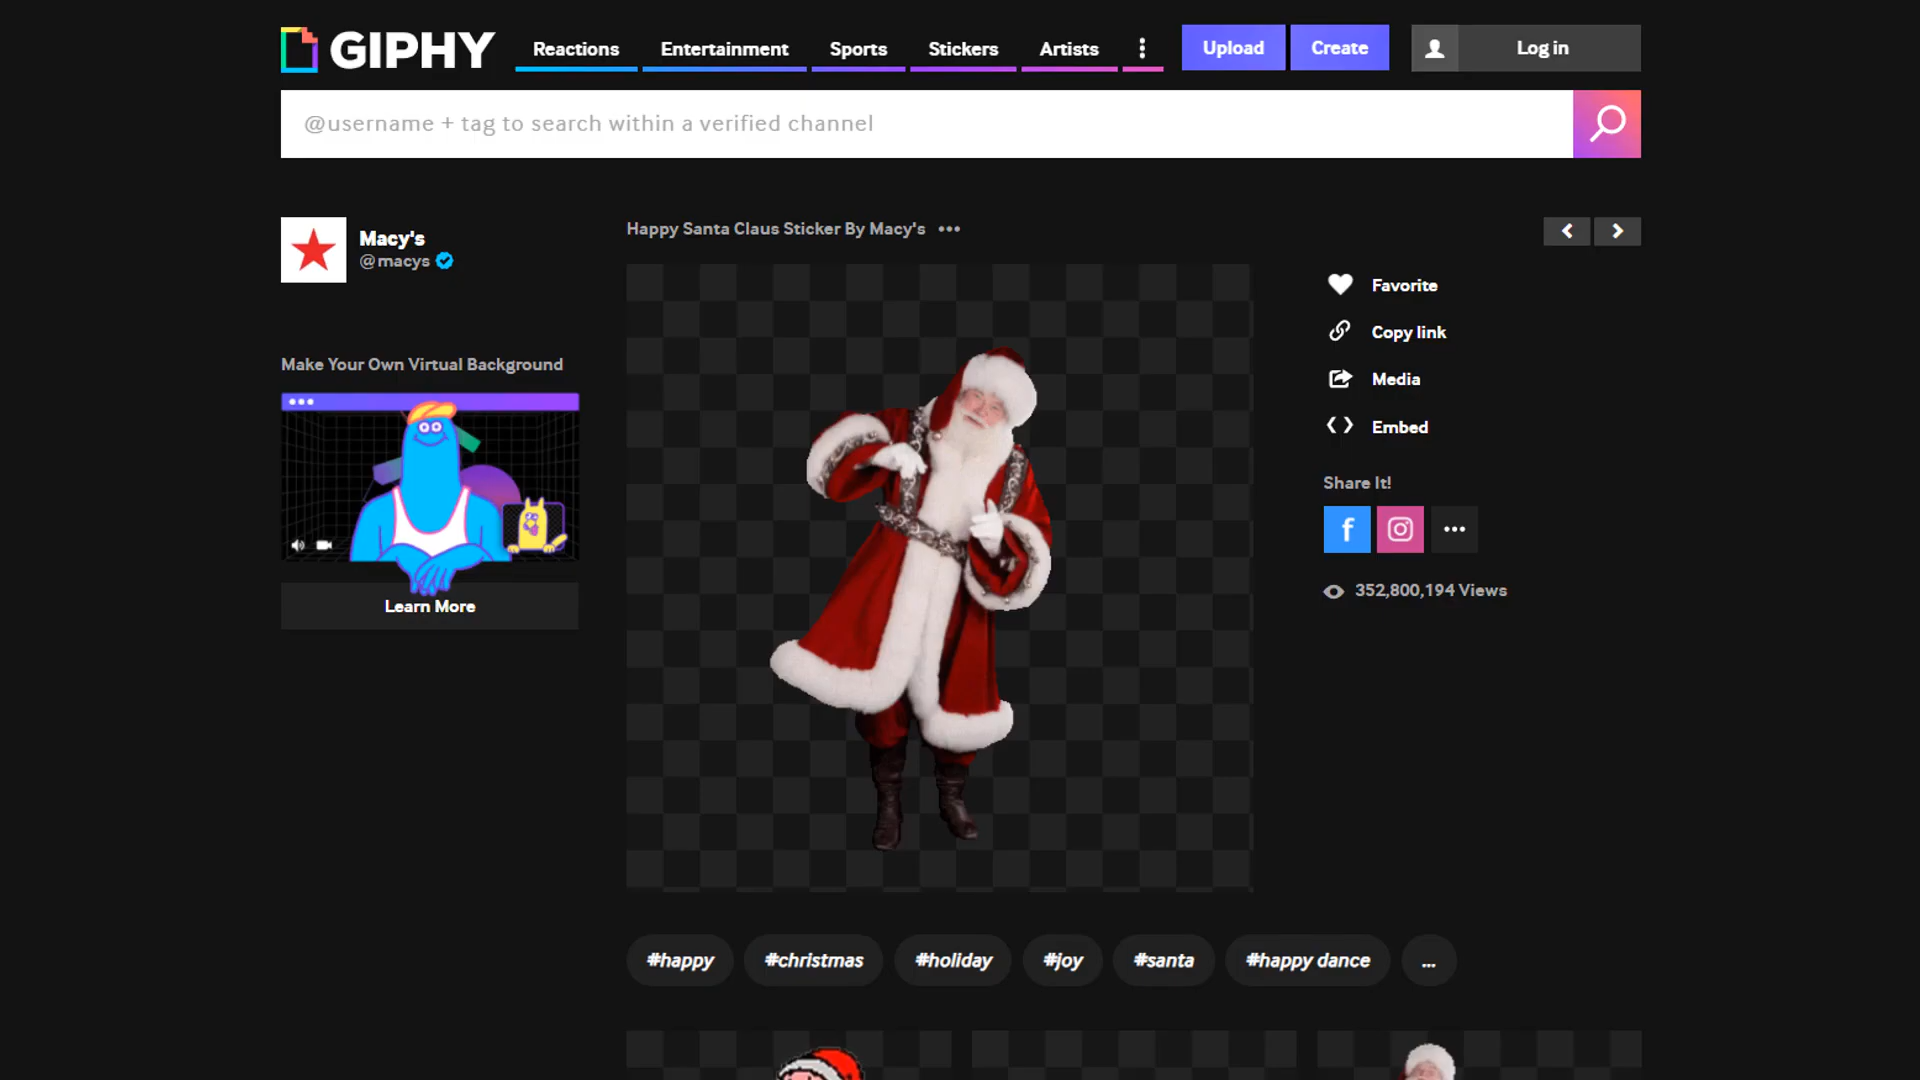 GIPHY
Reactions
Entertainment
Sports
Stickers
Artists
Upload
Create
Log in
@username + tag to search within a verified channel
Macy's
@macys
Happy Santa Claus Sticker By Macy's
Favorite
Copy link
Media
Embed
Make Your Own Virtual Background
Learn More
Share It!
352,800,194 Views
#happy
#christmas
#holiday
#joy
#santa
#happy dance
...